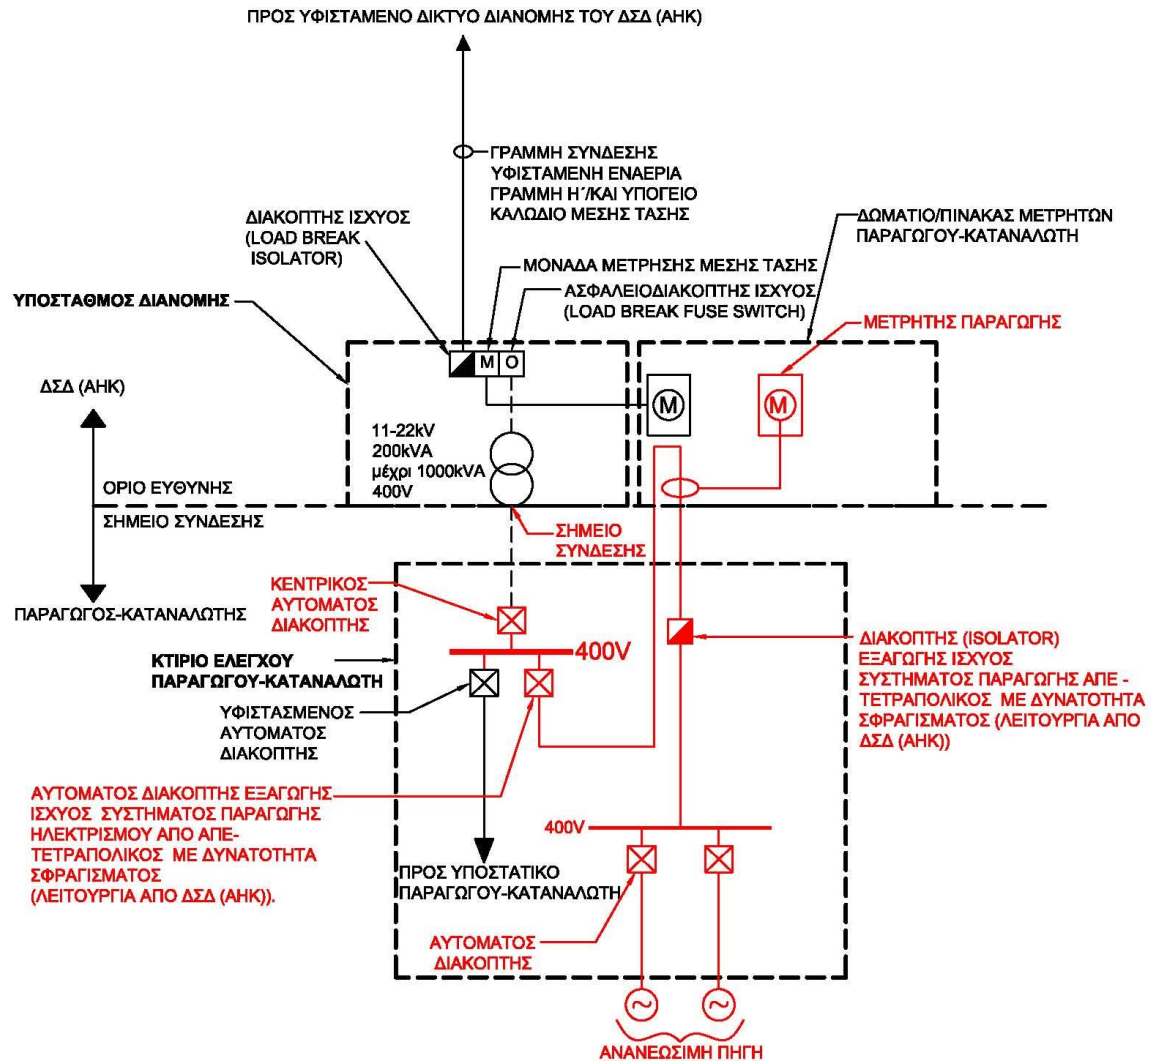 ΠΡΟΣ ΥΦΙΣΤΑΜΕΝΟ ΔΙΚΤΥΟ ΔΙΑΝΟΜΗΣ ΤΟΥ ΔΣΔ (ΑΗΚ)
ΓΡΑΜΜΗ ΣΥΝΔΕΣΗΣ
ΥΦΙΣΤΑΜΕΝΗ ΕΝΑΕΡΙΑ
ΓΡΑΜΜΗ Η΄/ΚΑΙ ΥΠΟΓΕΙΟ
ΚΑΛΩΔΙΟ ΜΕΣΗΣ ΤΑΣΗΣ
ΔΙΑΚΟΠΤΗΣ ΙΣΧΥΟΣ
(LOAD BREAK
ISOLATOR)
ΔΩΜΑΤΙΟ/ΠΙΝΑΚΑΣ ΜΕΤΡΗΤΩΝ
ΠΑΡΑΓΩΓΟΥ-ΚΑΤΑΝΑΛΩΤΗ
ΜΟΝΑΔΑ ΜΕΤΡΗΣΗΣ ΜΕΣΗΣ ΤΑΣΗΣ
ΑΣΦΑΛΕΙΟΔΙΑΚΟΠΤΗΣ ΙΣΧΥΟΣ
(LOAD BREAK FUSE SWITCH)
ΥΠΟΣΤΑΘΜΟΣ ΔΙΑΝΟΜΗΣ
ΜΕΤΡΗΤΗΣ ΠΑΡΑΓΩΓΗΣ
M O
ΔΣΔ (ΑΗΚ)
M
M
11-22kV
200kVA
μέχρι 1000kVA
400V
ΟΡΙΟ ΕΥΘΥΝΗΣ
ΣΗΜΕΙΟ ΣΥΝΔΕΣΗΣ
ΣΗΜΕΙΟ
ΣΥΝΔΕΣΗΣ
ΠΑΡΑΓΩΓΟΣ-ΚΑΤΑΝΑΛΩΤΗΣ
ΚΕΝΤΡΙΚΟΣ
ΑΥΤΟΜΑΤΟΣ
ΔΙΑΚΟΠΤΗΣ
400V
ΚΤΙΡΙΟ ΕΛΕΓΧΟΥ
ΠΑΡΑΓΩΓΟΥ-ΚΑΤΑΝΑΛΩΤΗ
ΔΙΑΚΟΠΤΗΣ (ISOLATOR)
ΕΞΑΓΩΓΗΣ ΙΣΧΥΟΣ
ΣΥΣΤΗΜΑΤΟΣ ΠΑΡΑΓΩΓΗΣ ΑΠΕ -
ΤΕΤΡΑΠΟΛΙΚΟΣ ΜΕ ΔΥΝΑΤΟΤΗΤΑ
ΣΦΡΑΓΙΣΜΑΤΟΣ (ΛΕΙΤΟΥΡΓΙΑ ΑΠΟ
ΔΣΔ (ΑΗΚ))
ΥΦΙΣΤΑΣΜΕΝΟΣ
ΑΥΤΟΜΑΤΟΣ
ΔΙΑΚΟΠΤΗΣ
ΑΥΤΟΜΑΤΟΣ ΔΙΑΚΟΠΤΗΣ ΕΞΑΓΩΓΗΣ
ΙΣΧΥΟΣ ΣΥΣΤΗΜΑΤΟΣ ΠΑΡΑΓΩΓΗΣ
ΗΛΕΚΤΡΙΣΜΟΥ ΑΠΟ ΑΠΕ-
ΤΕΤΡΑΠΟΛΙΚΟΣ ΜΕ ΔΥΝΑΤΟΤΗΤΑ
ΣΦΡΑΓΙΣΜΑΤΟΣ
(ΛΕΙΤΟΥΡΓΙΑ ΑΠΟ ΔΣΔ (ΑΗΚ)).
400V
ΠΡΟΣ ΥΠΟΣΤΑΤΙΚΟ
ΠΑΡΑΓΩΓΟΥ-ΚΑΤΑΝΑΛΩΤΗ
ΑΥΤΟΜΑΤΟΣ
ΔΙΑΚΟΠΤΗΣ
ΑΝΑΝΕΩΣΙΜΗ ΠΗΓΗ